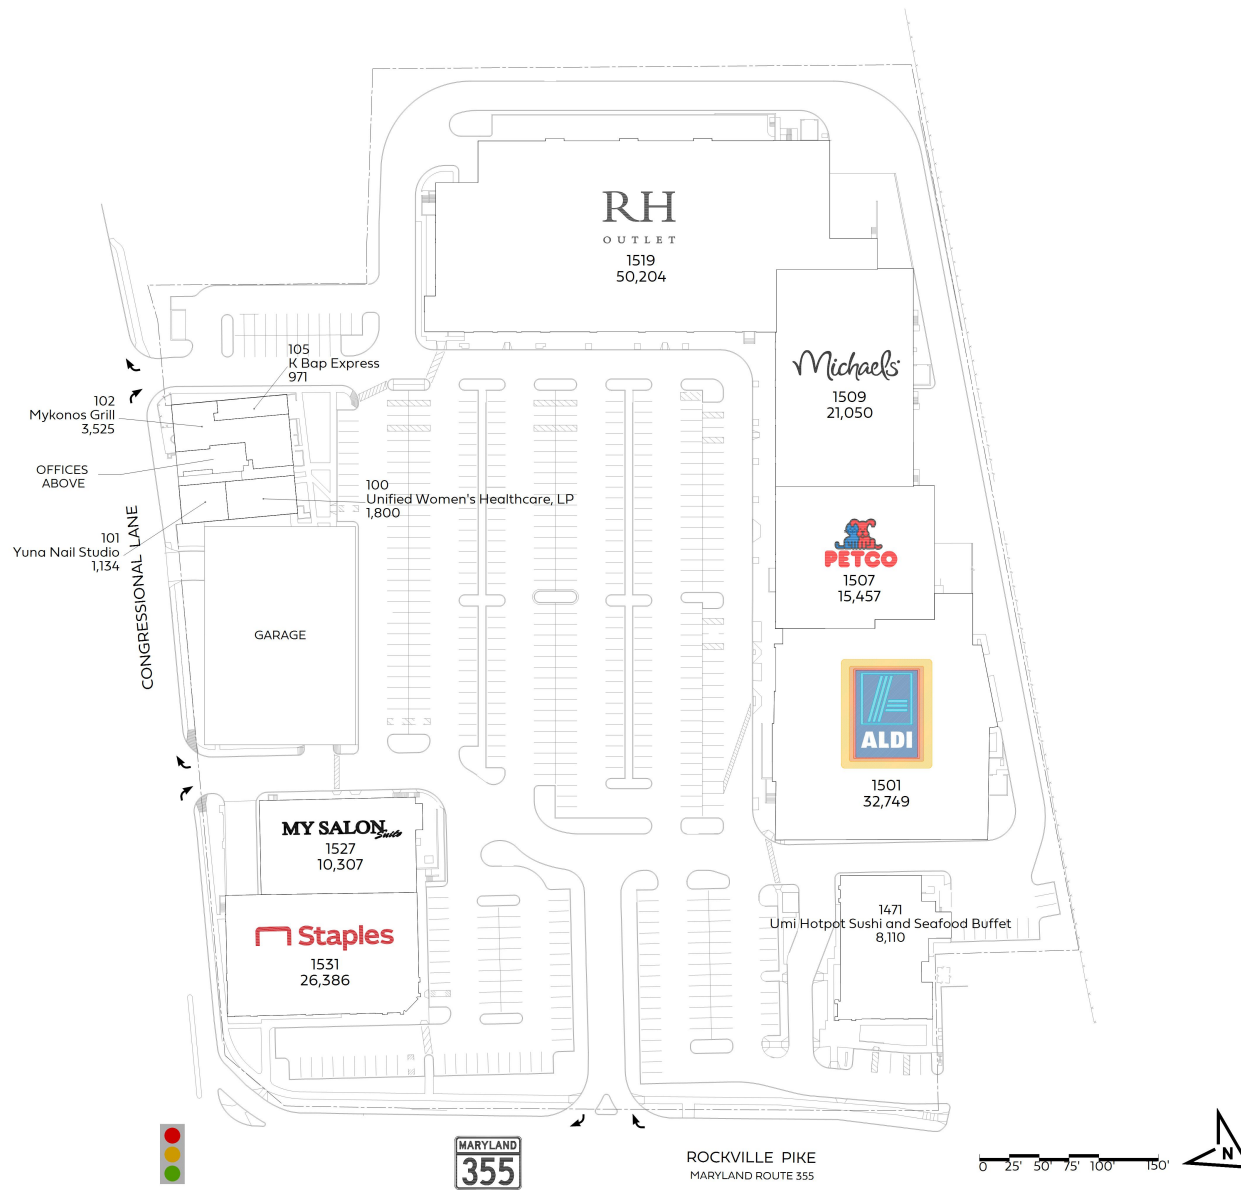 RH
OUTLET
1519
50,204
Michaels
1509
21,050
105
K Bap Express
971
102
Mykonos Grill
3,525
OFFICES
ABOVE
100
Unified Women's Healthcare, LP
1,800
101
Yuna Nail Studio
1,134
CONGRESSIONAL LANE
GARAGE
PETCO
1507
15,457
ALDI
1501
32,749
MY SALON
Suite
1527
10,307
Staples
1531
26,386
1471
Umi Hotpot Sushi and Seafood Buffet
8,110
MARYLAND
355
ROCKVILLE PIKE
MARYLAND ROUTE 355
0 25' 50' 75' 100' 150'
N